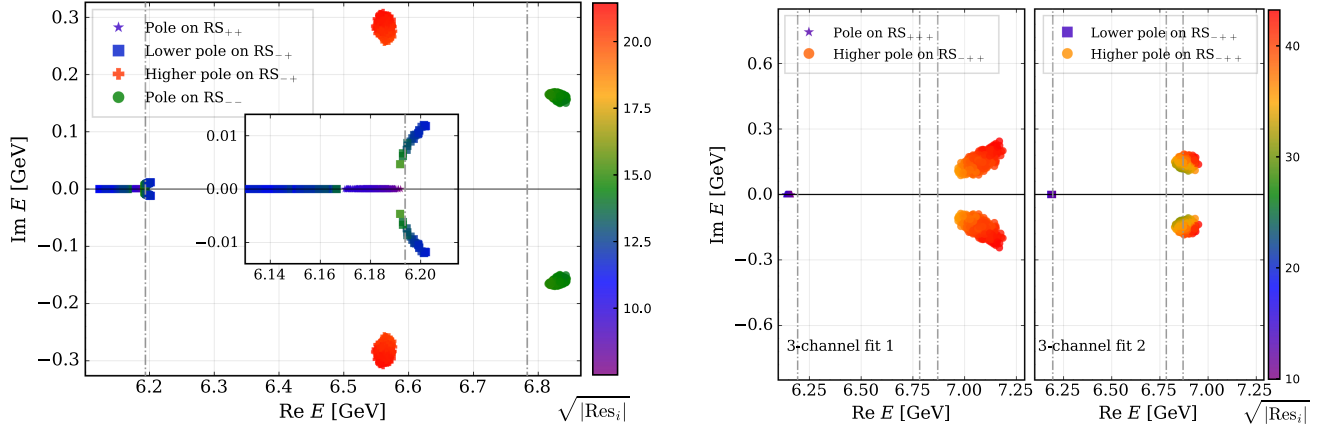 0.3
0.2
0.1
0.0
−0.1
−0.2
−0.3
Im E [GeV]
Pole on RS₊₊
Lower pole on RS₋₊
Higher pole on RS₋₊
Pole on RS₋₋
0.01
0.00
−0.01
6.14 6.16 6.18 6.20
6.2 6.3 6.4 6.5 6.6 6.7 6.8
Re E [GeV]
20.0
17.5
15.0
12.5
10.0
√|Resᵢ|
0.6
0.3
0.0
−0.3
−0.6
Im E [GeV]
Pole on RS₊₊₊
Higher pole on RS₋₊₊
3-channel fit 1
6.25 6.50 6.75 7.00 7.25
Re E [GeV]
Lower pole on RS₋₊₊
Higher pole on RS₋₊₊
3-channel fit 2
6.25 6.50 6.75 7.00 7.25
Re E [GeV]
40
30
20
10
√|Resᵢ|